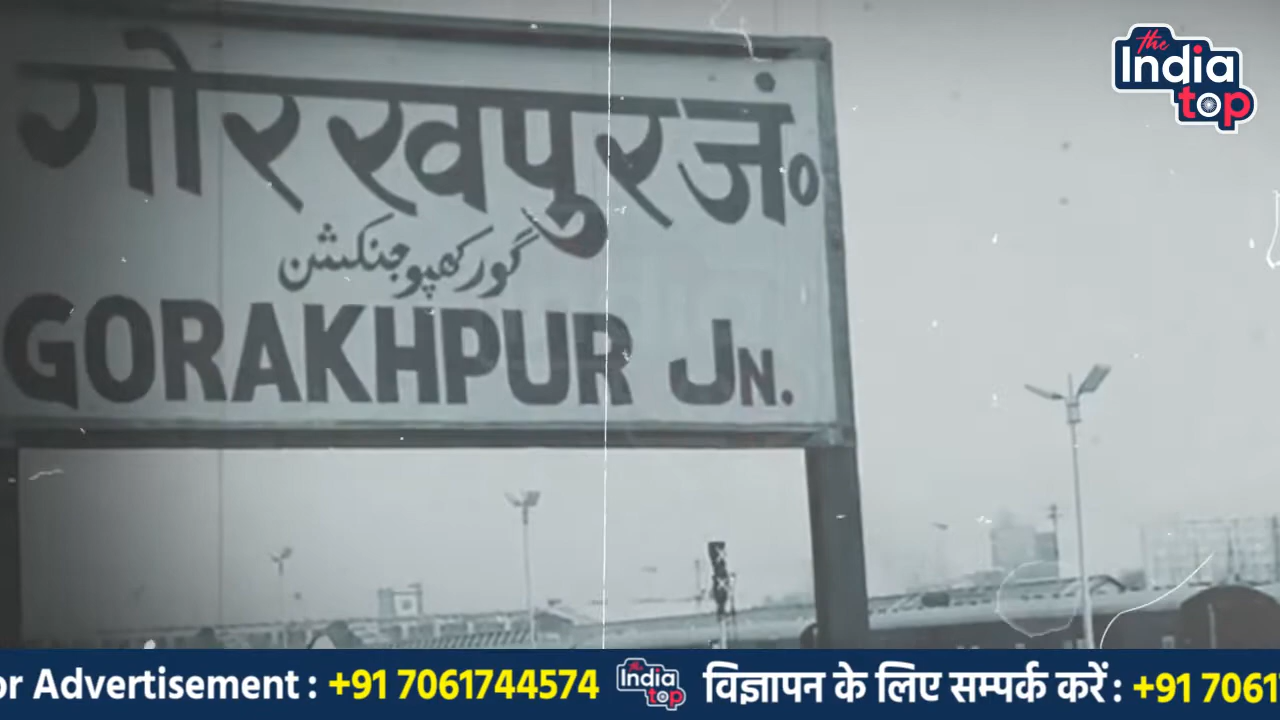 the
India
top
गोरखपुर जं०
گورکھپو جنکشن
GORAKHPUR JN.
or Advertisement : +91 7061744574 the India top विज्ञापन के लिए सम्पर्क करें : +91 7061